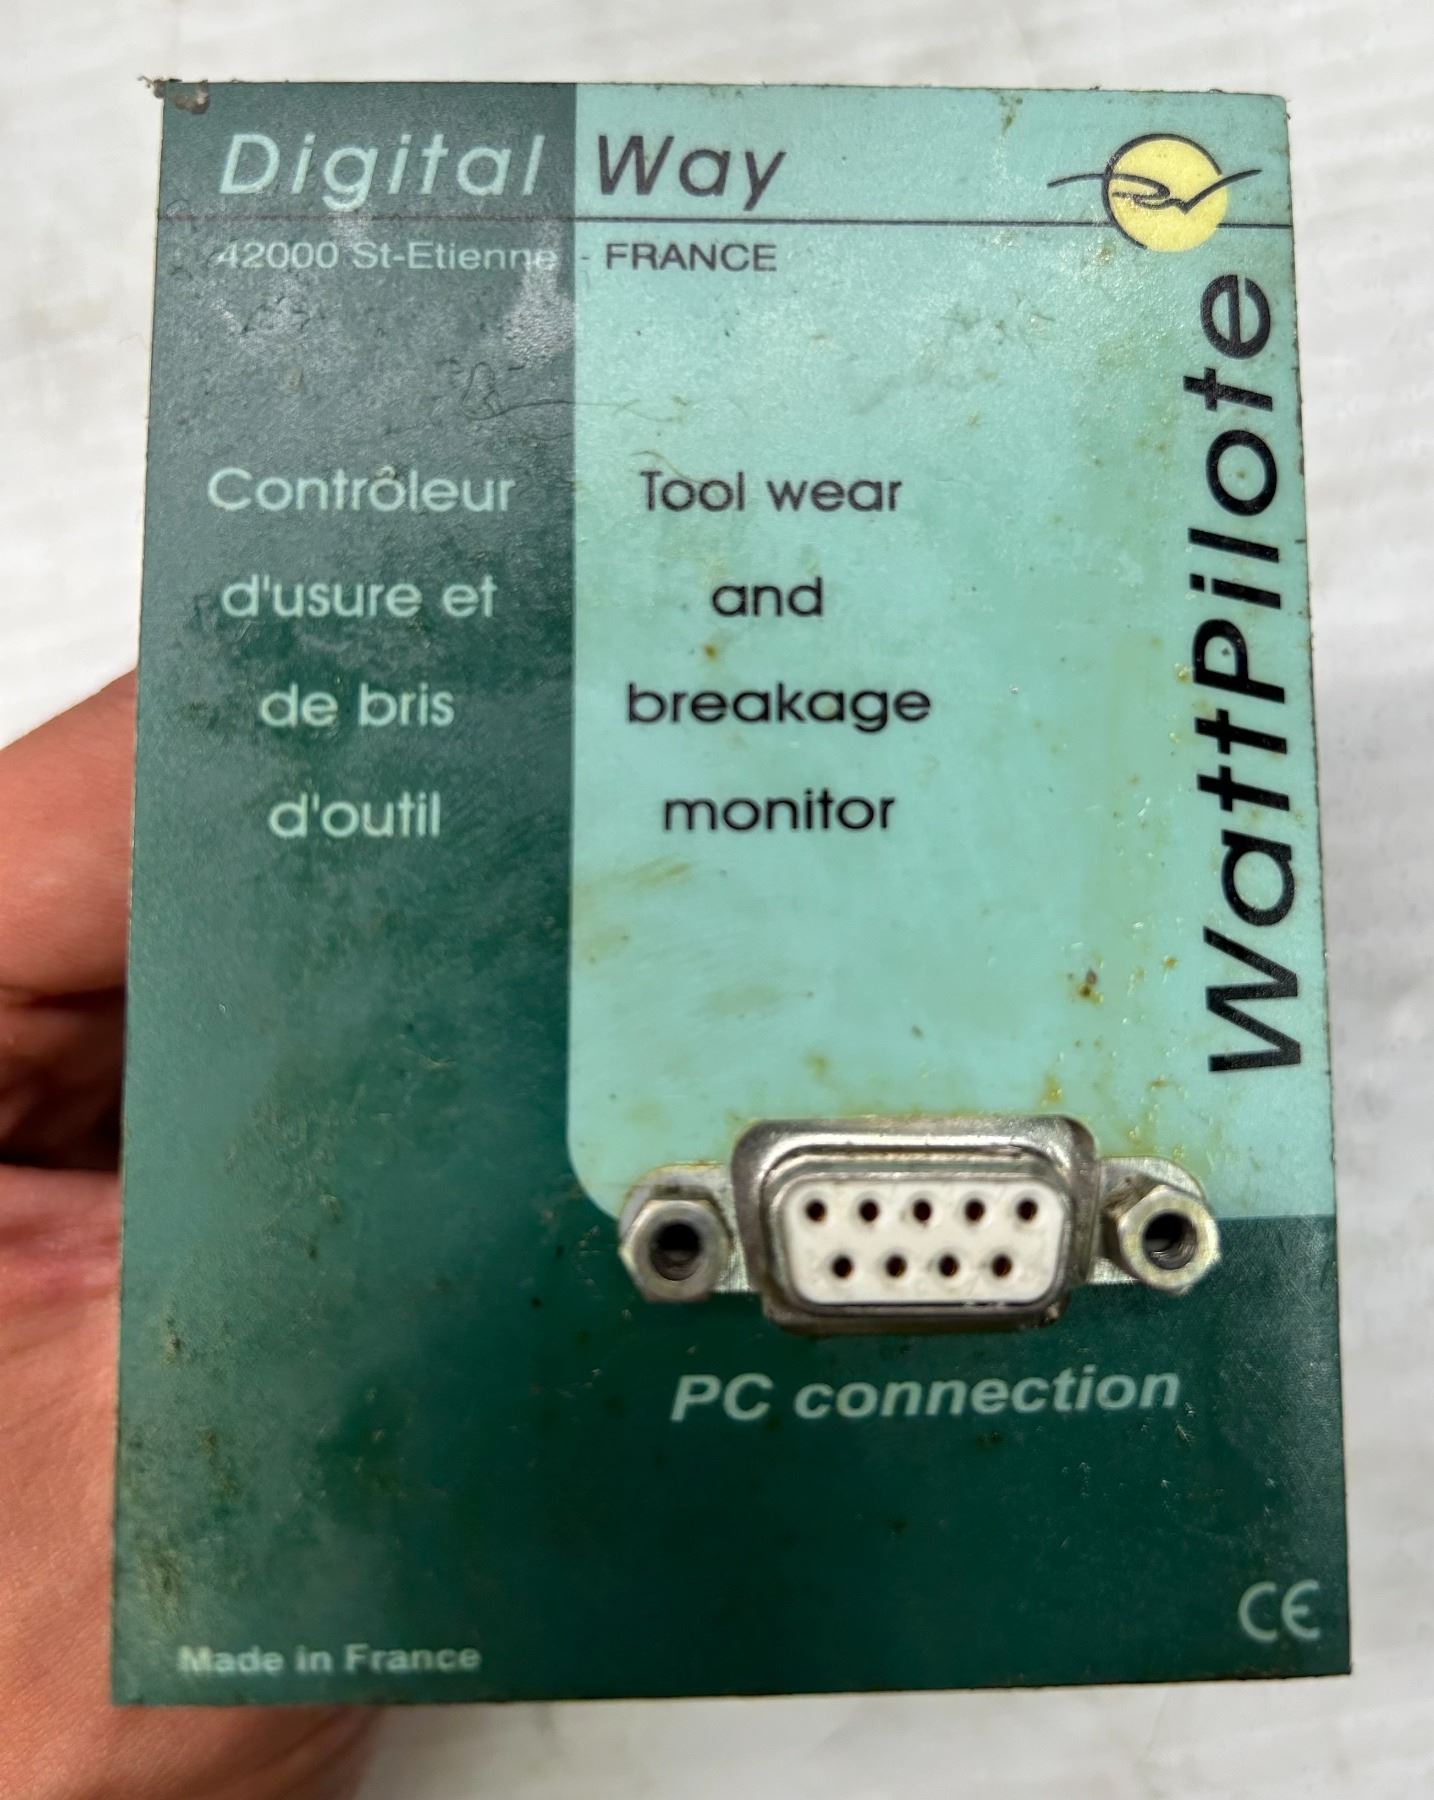 Digital Way
42000 St-Etienne - FRANCE
WattPilote
Contrôleur
d'usure et
de bris
d'outil
Tool wear
and
breakage
monitor
PC connection
CE
Made in France